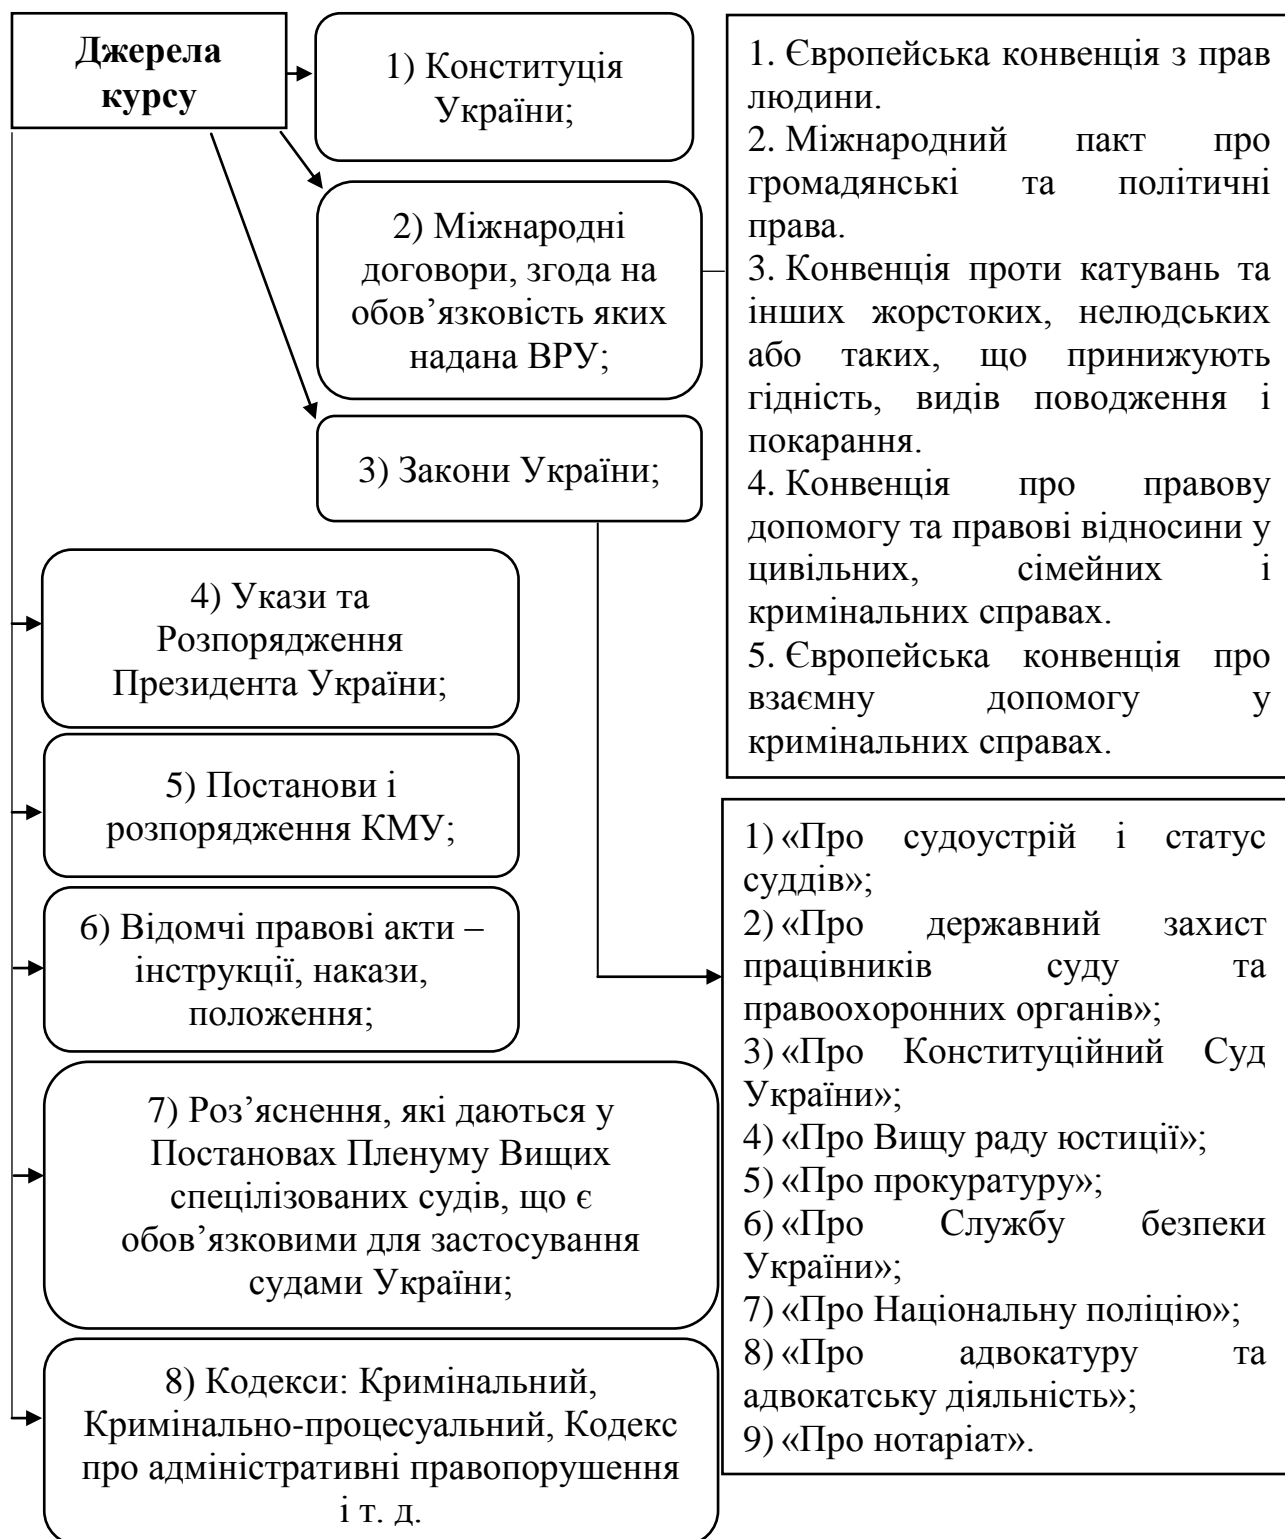 Джерела
курсу
1) Конституція
України;
2) Міжнародні
договори, згода на
обов’язковість яких
надана ВРУ;
3) Закони України;
4) Укази та
Розпорядження
Президента України;
5) Постанови і
розпорядження КМУ;
6) Відомчі правові акти –
інструкції, накази,
положення;
7) Роз’яснення, які даються у
Постановах Пленуму Вищих
спецілізованих судів, що є
обов’язковими для застосування
судами України;
8) Кодекси: Кримінальний,
Кримінально-процесуальний, Кодекс
про адміністративні правопорушення
і т. д.
1. Європейська конвенція з прав
людини.
2. Міжнародний пакт про
громадянські та політичні
права.
3. Конвенція проти катувань та
інших жорстоких, нелюдських
або таких, що принижують
гідність, видів поводження і
покарання.
4. Конвенція про правову
допомогу та правові відносини у
цивільних, сімейних і
кримінальних справах.
5. Європейська конвенція про
взаємну допомогу у
кримінальних справах.
1) «Про судоустрій і статус
суддів»;
2) «Про державний захист
працівників суду та
правоохоронних органів»;
3) «Про Конституційний Суд
України»;
4) «Про Вищу раду юстиції»;
5) «Про прокуратуру»;
6) «Про Службу безпеки
України»;
7) «Про Національну поліцію»;
8) «Про адвокатуру та
адвокатську діяльність»;
9) «Про нотаріат».